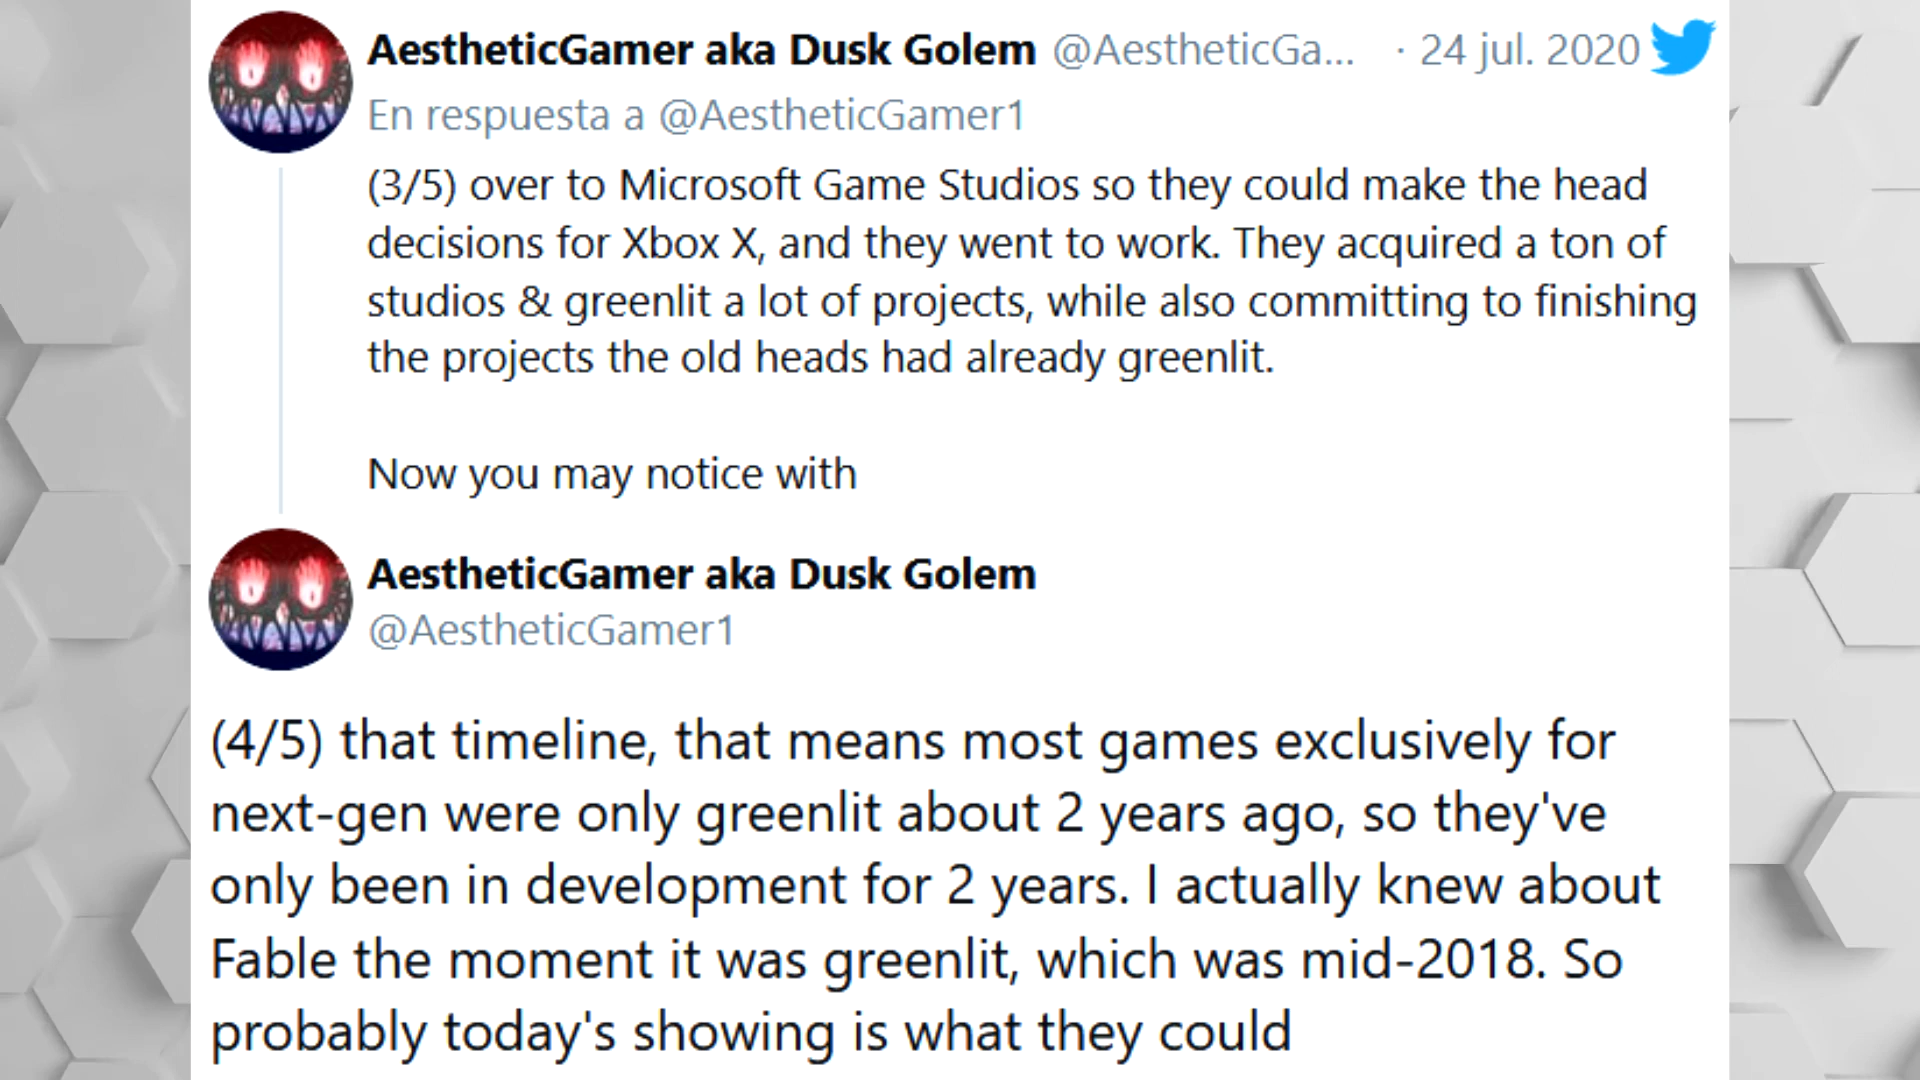 AestheticGamer aka Dusk Golem @AestheticGa... · 24 jul. 2020
En respuesta a @AestheticGamer1
(3/5) over to Microsoft Game Studios so they could make the head
decisions for Xbox X, and they went to work. They acquired a ton of
studios & greenlit a lot of projects, while also committing to finishing
the projects the old heads had already greenlit.
Now you may notice with
AestheticGamer aka Dusk Golem
@AestheticGamer1
(4/5) that timeline, that means most games exclusively for
next-gen were only greenlit about 2 years ago, so they've
only been in development for 2 years. I actually knew about
Fable the moment it was greenlit, which was mid-2018. So
probably today's showing is what they could